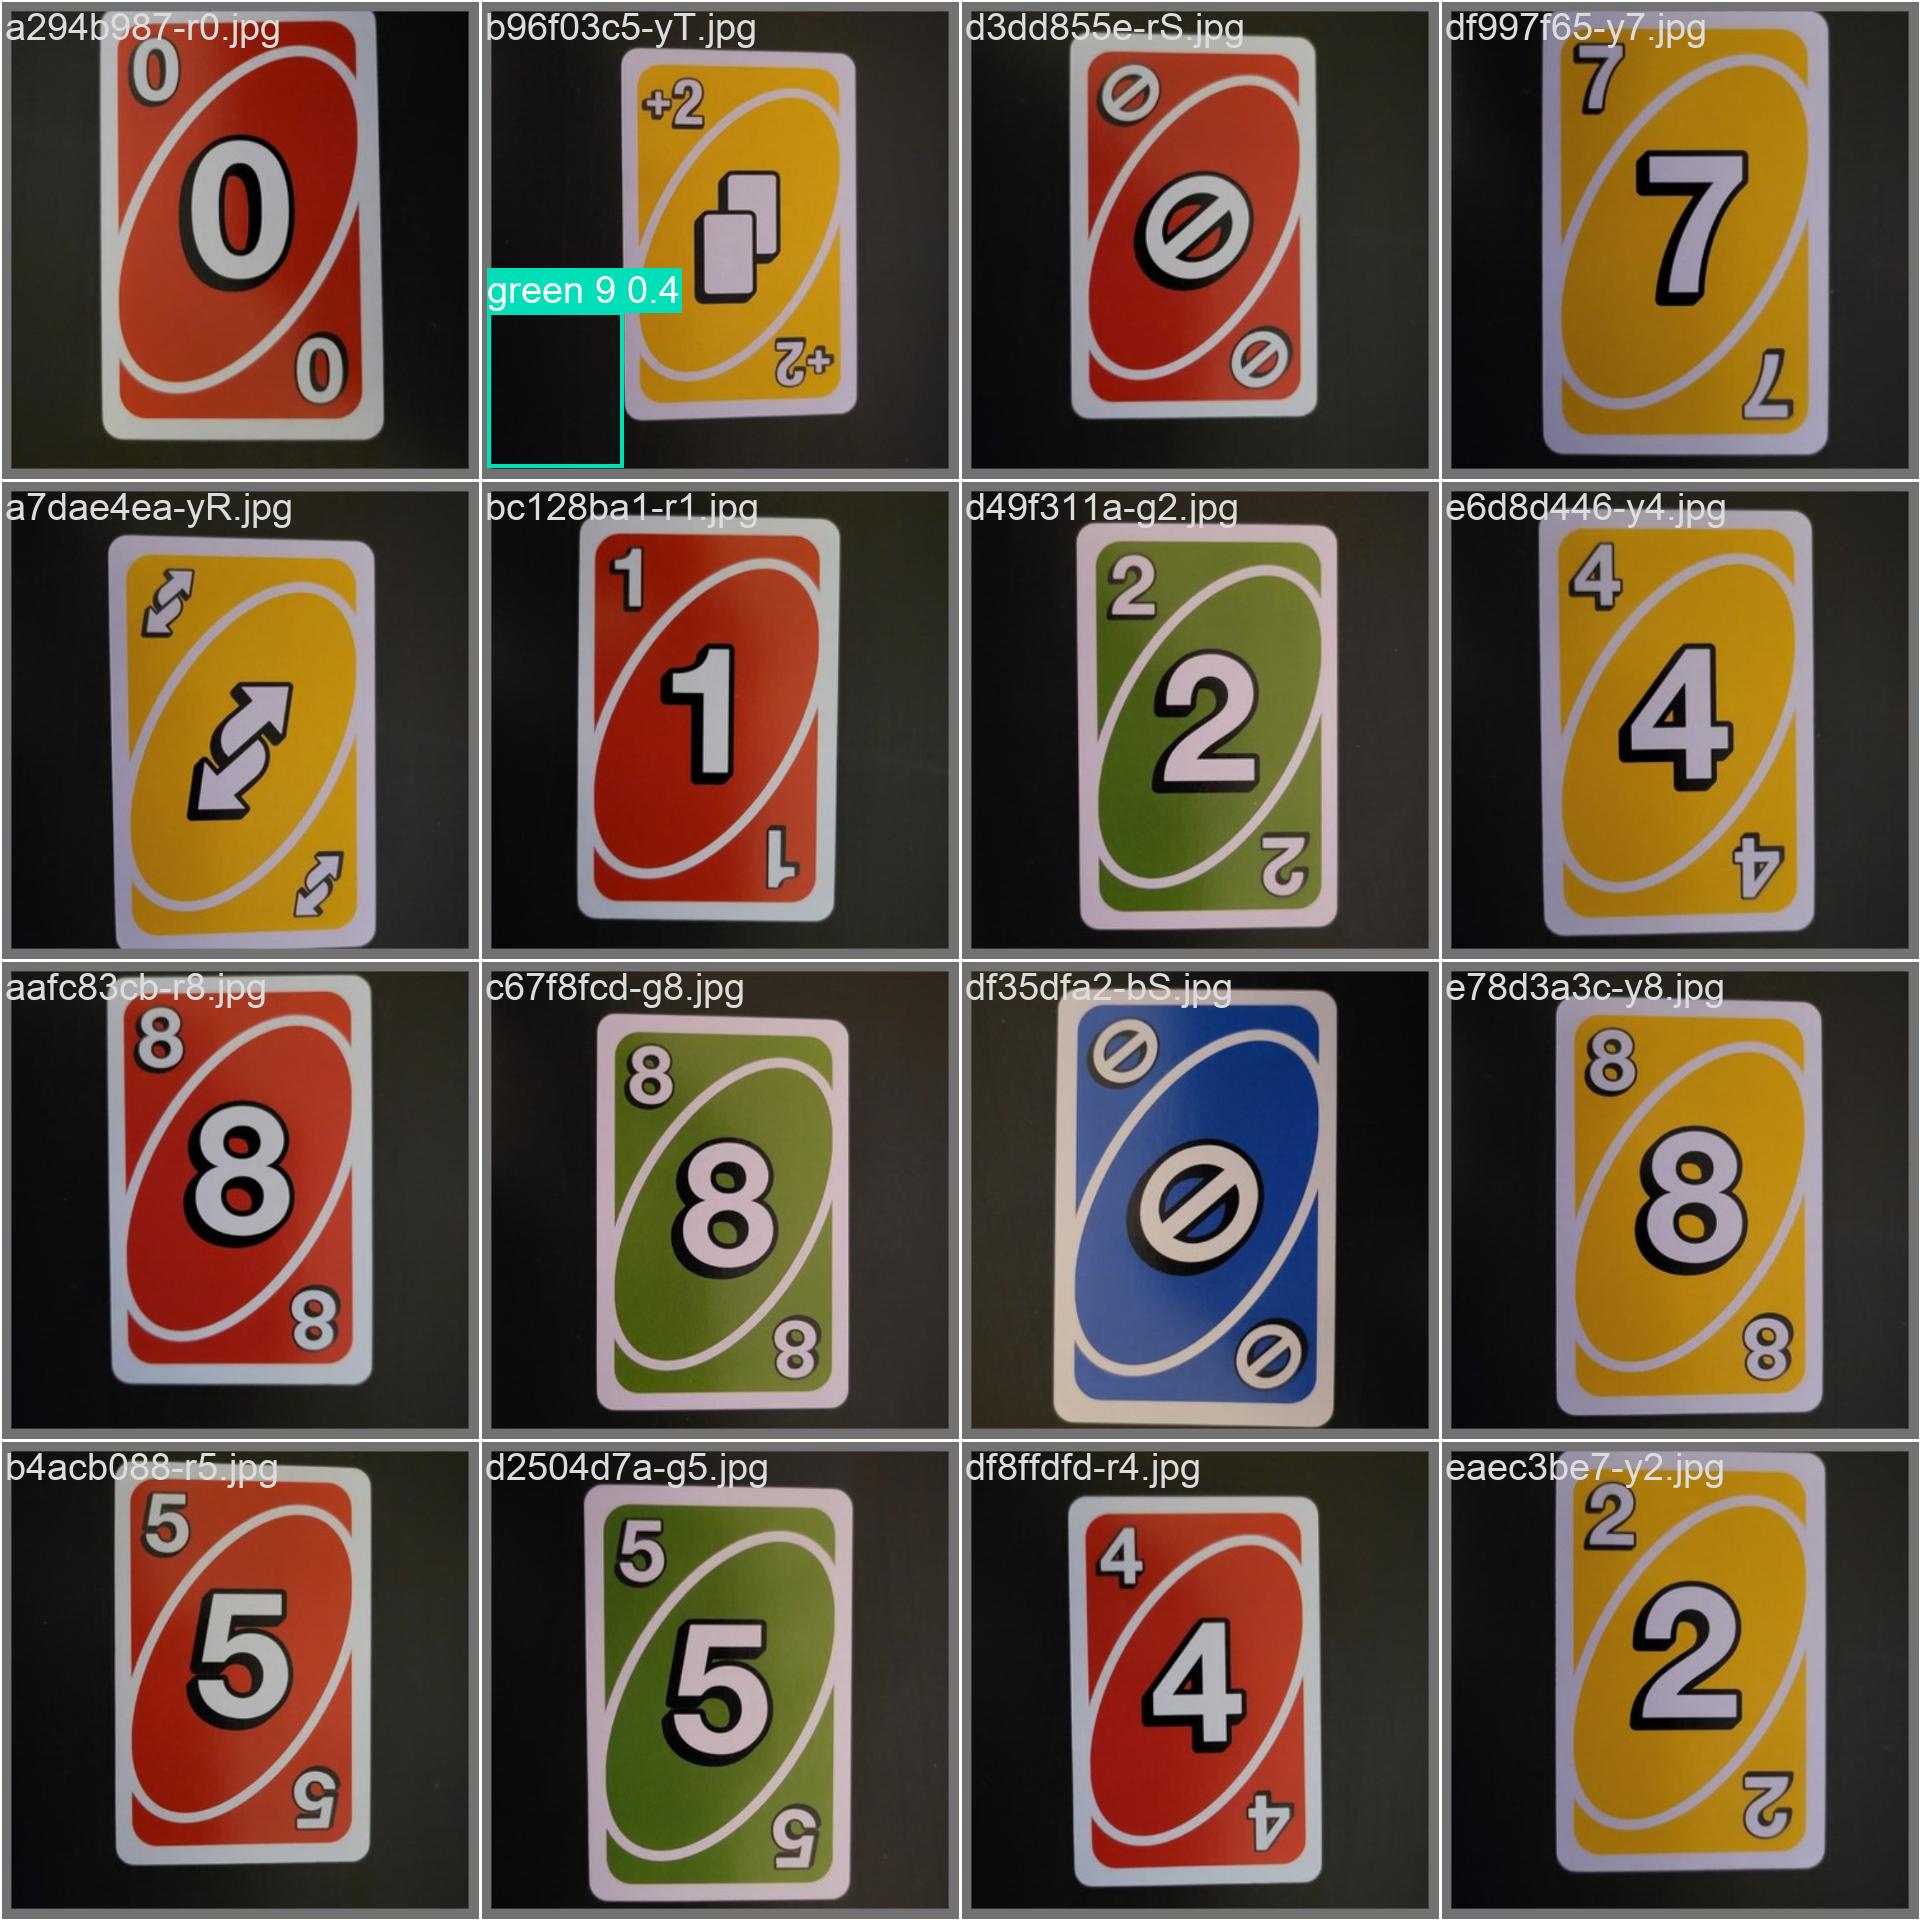 a294b987-r0.jpg
0
0
0
b96f03c5-yT.jpg
+2
green 9 0.4
+2
d3dd855e-rS.jpg
df997f65-y7.jpg
7
7
7
a7dae4ea-yR.jpg
bc128ba1-r1.jpg
1
1
1
d49f311a-g2.jpg
2
2
2
e6d8d446-y4.jpg
4
4
4
aafc83cb-r8.jpg
8
8
8
c67f8fcd-g8.jpg
8
8
8
df35dfa2-bS.jpg
e78d3a3c-y8.jpg
8
8
8
b4acb088-r5.jpg
5
5
5
d2504d7a-g5.jpg
5
5
5
df8ffdfd-r4.jpg
4
4
4
eaec3be7-y2.jpg
2
2
2